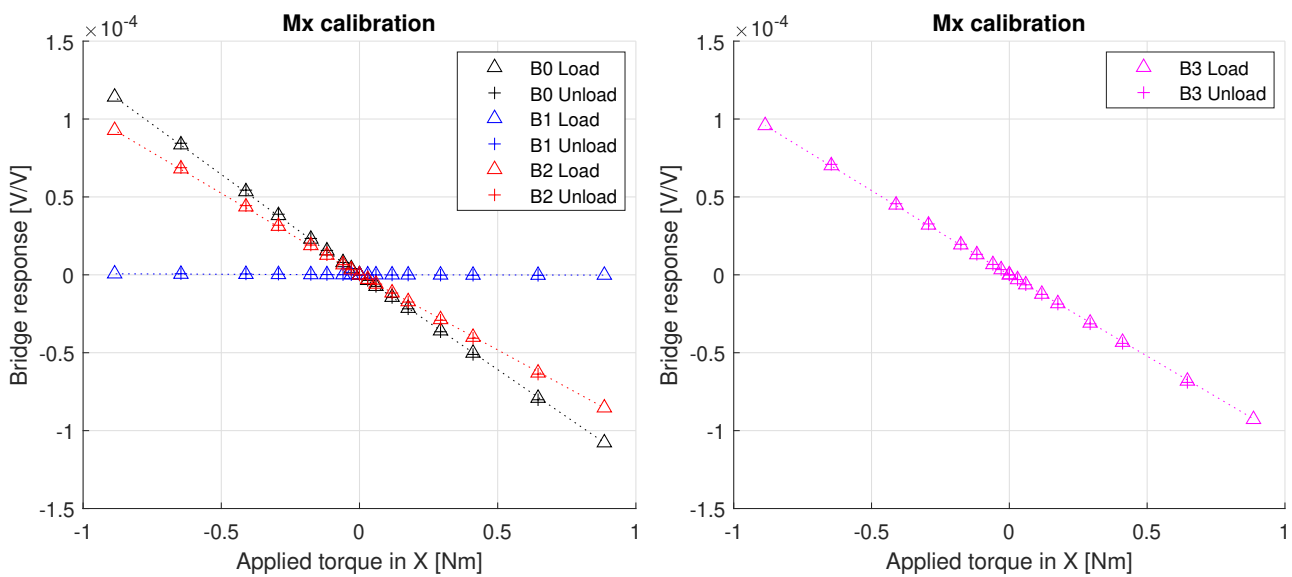 Mx calibration
×10⁻⁴
1.5
1
0.5
0
-0.5
-1
-1.5
-1 -0.5 0 0.5 1
Applied torque in X [Nm]
Bridge response [V/V]
B0 Load
B0 Unload
B1 Load
B1 Unload
B2 Load
B2 Unload
Mx calibration
×10⁻⁴
1.5
1
0.5
0
-0.5
-1
-1.5
-1 -0.5 0 0.5 1
Applied torque in X [Nm]
Bridge response [V/V]
B3 Load
B3 Unload